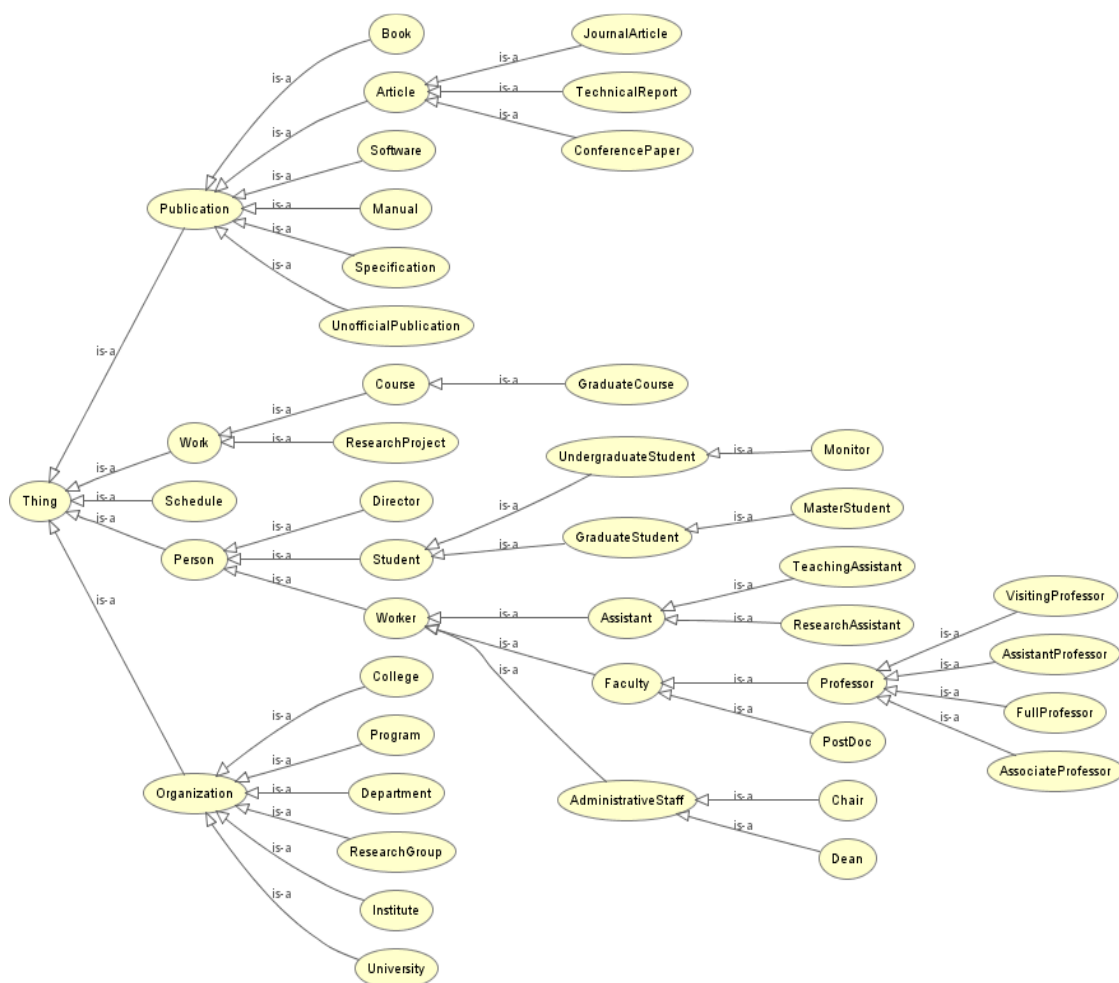 Book
JournalArticle
is-a
is-a
Article
is-a
TechnicalReport
is-a
is-a
Software
ConferencePaper
is-a
Publication
is-a
Manual
is-a
Specification
is-a
UnofficialPublication
is-a
Course
is-a
GraduateCourse
is-a
Work
is-a
ResearchProject
UndergraduateStudent
is-a
Monitor
is-a
Thing
is-a
Schedule
Director
is-a
MasterStudent
is-a
is-a
GraduateStudent
is-a
Person
is-a
Student
is-a
TeachingAssistant
is-a
is-a
VisitingProfessor
Worker
is-a
Assistant
is-a
ResearchAssistant
is-a
is-a
AssistantProfessor
is-a
is-a
College
is-a
Faculty
is-a
Professor
is-a
FullProfessor
is-a
is-a
Program
is-a
PostDoc
is-a
AssociateProfessor
Organization
is-a
Department
AdministrativeStaff
is-a
Chair
is-a
ResearchGroup
is-a
Dean
is-a
Institute
is-a
University